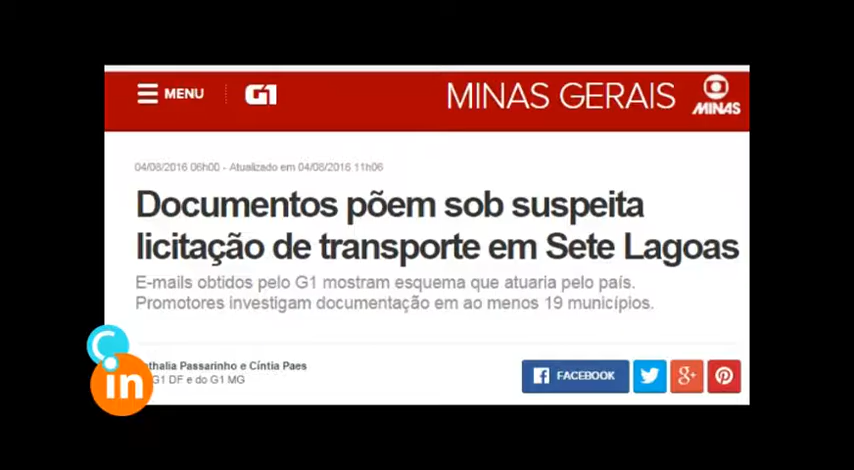 MENU
G1
MINAS GERAIS
MINAS
04/08/2016 06h00 - Atualizado em 04/08/2016 11h06
Documentos põem sob suspeita
licitação de transporte em Sete Lagoas
E-mails obtidos pelo G1 mostram esquema que atuaria pelo país.
Promotores investigam documentação em ao menos 19 municípios.
Passarinho e Cíntia Paes
G1 DF e do G1 MG
FACEBOOK
g+
in